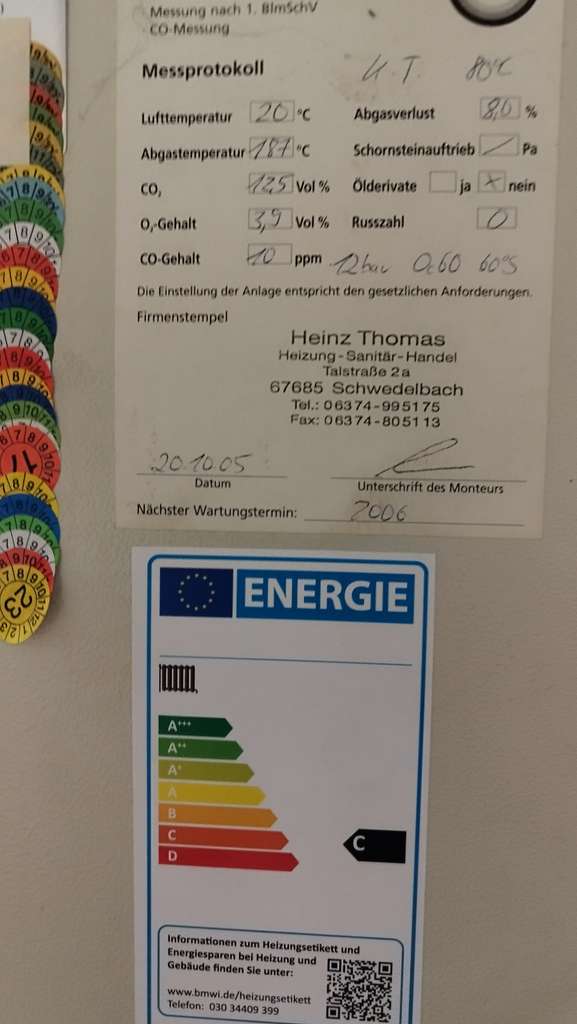 Messung nach 1. BImSchV
CO-Messung
Messprotokoll K.T. 80°C
Lufttemperatur 20 °C Abgasverlust 8,0 %
Abgastemperatur 187 °C Schornsteinauftrieb / Pa
CO₂ 12,5 Vol % Ölderivate ja x nein
O₂-Gehalt 3,9 Vol % Russzahl 0
CO-Gehalt 10 ppm 12bar 0,60 60°S
Die Einstellung der Anlage entspricht den gesetzlichen Anforderungen.
Firmenstempel
Heinz Thomas
Heizung-Sanitär-Handel
Talstraße 2a
67685 Schwedelbach
Tel.: 06374-995175
Fax: 06374-805113
20.10.05
Datum Unterschrift des Monteurs
Nächster Wartungstermin: 2006
23
ENERGIE
A+++
A++
A+
A
B
C C
D
Informationen zum Heizungsetikett und
Energiesparen bei Heizung und
Gebäude finden Sie unter:
www.bmwi.de/heizungsetikett
Telefon: 030 34409 399